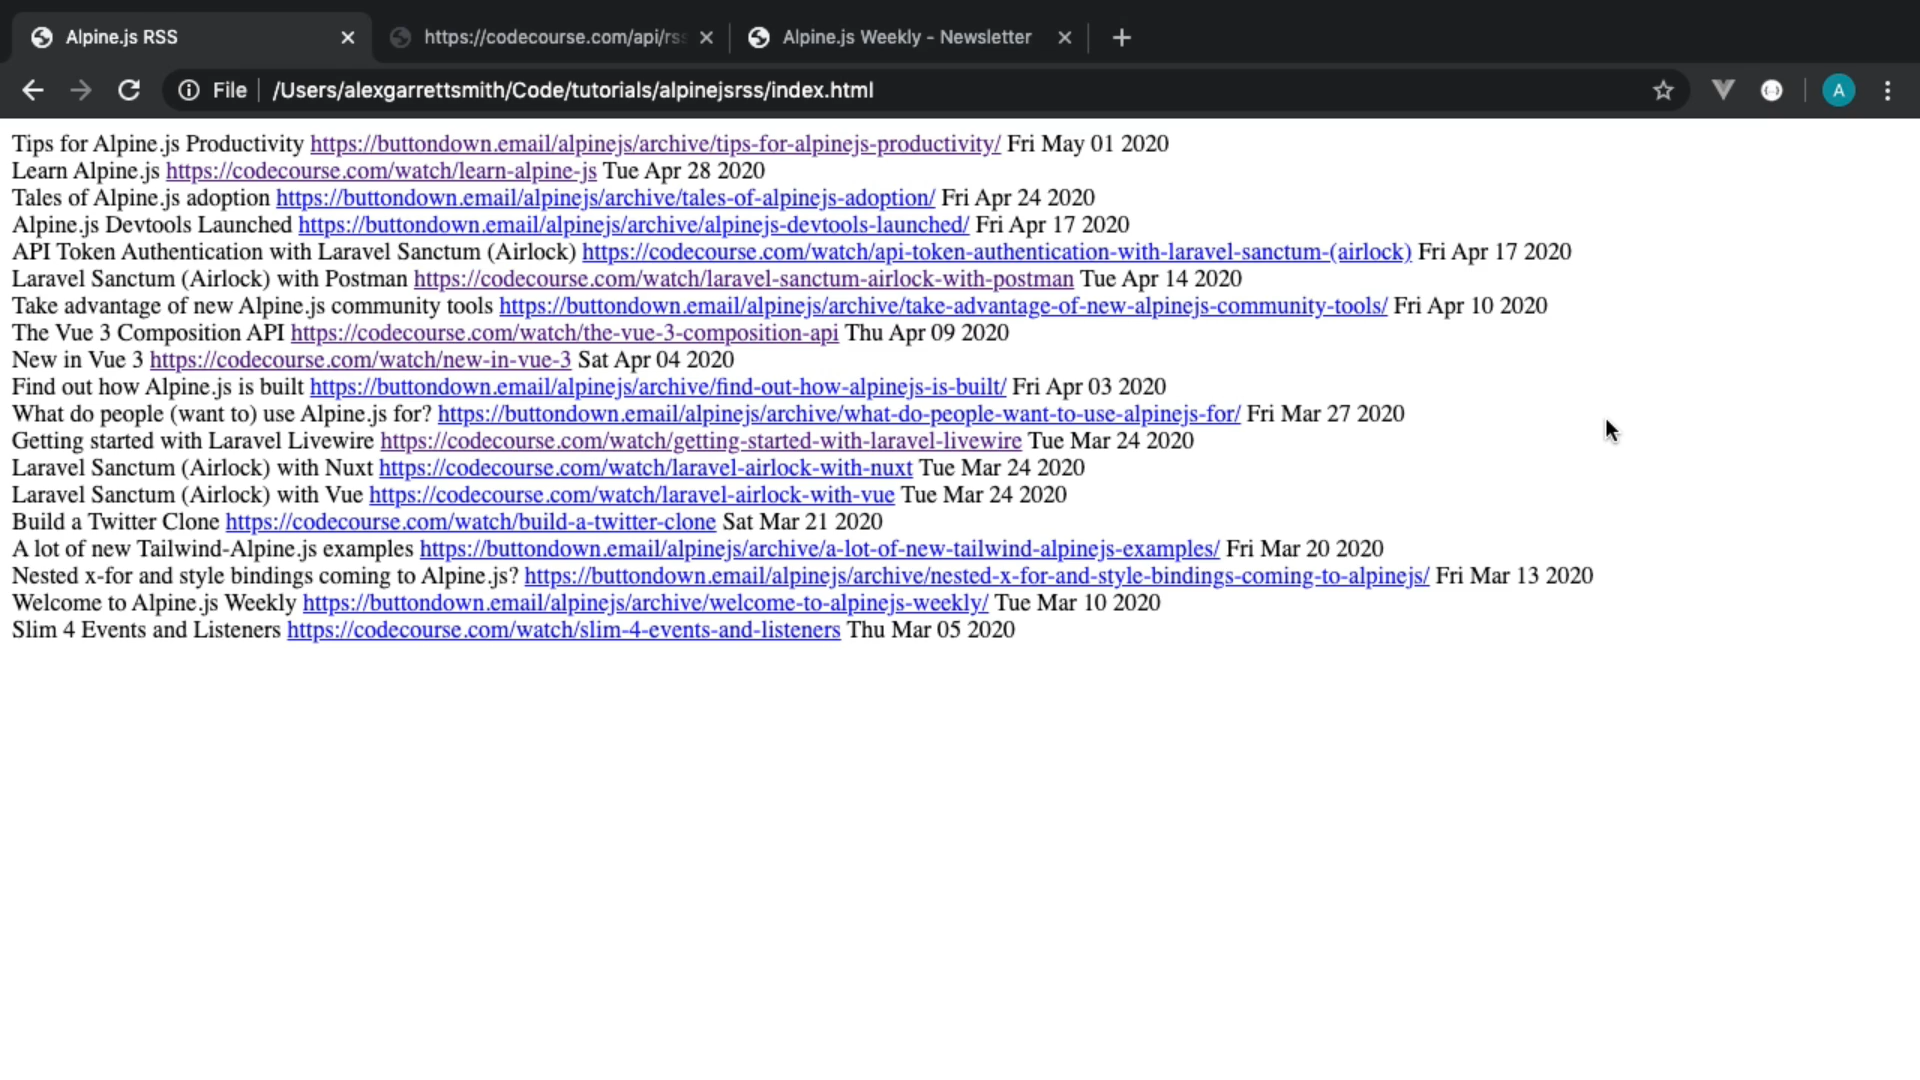 Alpine.js RSS
https://codecourse.com/api/rss
Alpine.js Weekly - Newsletter
File /Users/alexgarrettsmith/Code/tutorials/alpinejsrss/index.html
A
Tips for Alpine.js Productivity https://buttondown.email/alpinejs/archive/tips-for-alpinejs-productivity/ Fri May 01 2020
Learn Alpine.js https://codecourse.com/watch/learn-alpine-js Tue Apr 28 2020
Tales of Alpine.js adoption https://buttondown.email/alpinejs/archive/tales-of-alpinejs-adoption/ Fri Apr 24 2020
Alpine.js Devtools Launched https://buttondown.email/alpinejs/archive/alpinejs-devtools-launched/ Fri Apr 17 2020
API Token Authentication with Laravel Sanctum (Airlock) https://codecourse.com/watch/api-token-authentication-with-laravel-sanctum-(airlock) Fri Apr 17 2020
Laravel Sanctum (Airlock) with Postman https://codecourse.com/watch/laravel-sanctum-airlock-with-postman Tue Apr 14 2020
Take advantage of new Alpine.js community tools https://buttondown.email/alpinejs/archive/take-advantage-of-new-alpinejs-community-tools/ Fri Apr 10 2020
The Vue 3 Composition API https://codecourse.com/watch/the-vue-3-composition-api Thu Apr 09 2020
New in Vue 3 https://codecourse.com/watch/new-in-vue-3 Sat Apr 04 2020
Find out how Alpine.js is built https://buttondown.email/alpinejs/archive/find-out-how-alpinejs-is-built/ Fri Apr 03 2020
What do people (want to) use Alpine.js for? https://buttondown.email/alpinejs/archive/what-do-people-want-to-use-alpinejs-for/ Fri Mar 27 2020
Getting started with Laravel Livewire https://codecourse.com/watch/getting-started-with-laravel-livewire Tue Mar 24 2020
Laravel Sanctum (Airlock) with Nuxt https://codecourse.com/watch/laravel-airlock-with-nuxt Tue Mar 24 2020
Laravel Sanctum (Airlock) with Vue https://codecourse.com/watch/laravel-airlock-with-vue Tue Mar 24 2020
Build a Twitter Clone https://codecourse.com/watch/build-a-twitter-clone Sat Mar 21 2020
A lot of new Tailwind-Alpine.js examples https://buttondown.email/alpinejs/archive/a-lot-of-new-tailwind-alpinejs-examples/ Fri Mar 20 2020
Nested x-for and style bindings coming to Alpine.js? https://buttondown.email/alpinejs/archive/nested-x-for-and-style-bindings-coming-to-alpinejs/ Fri Mar 13 2020
Welcome to Alpine.js Weekly https://buttondown.email/alpinejs/archive/welcome-to-alpinejs-weekly/ Tue Mar 10 2020
Slim 4 Events and Listeners https://codecourse.com/watch/slim-4-events-and-listeners Thu Mar 05 2020